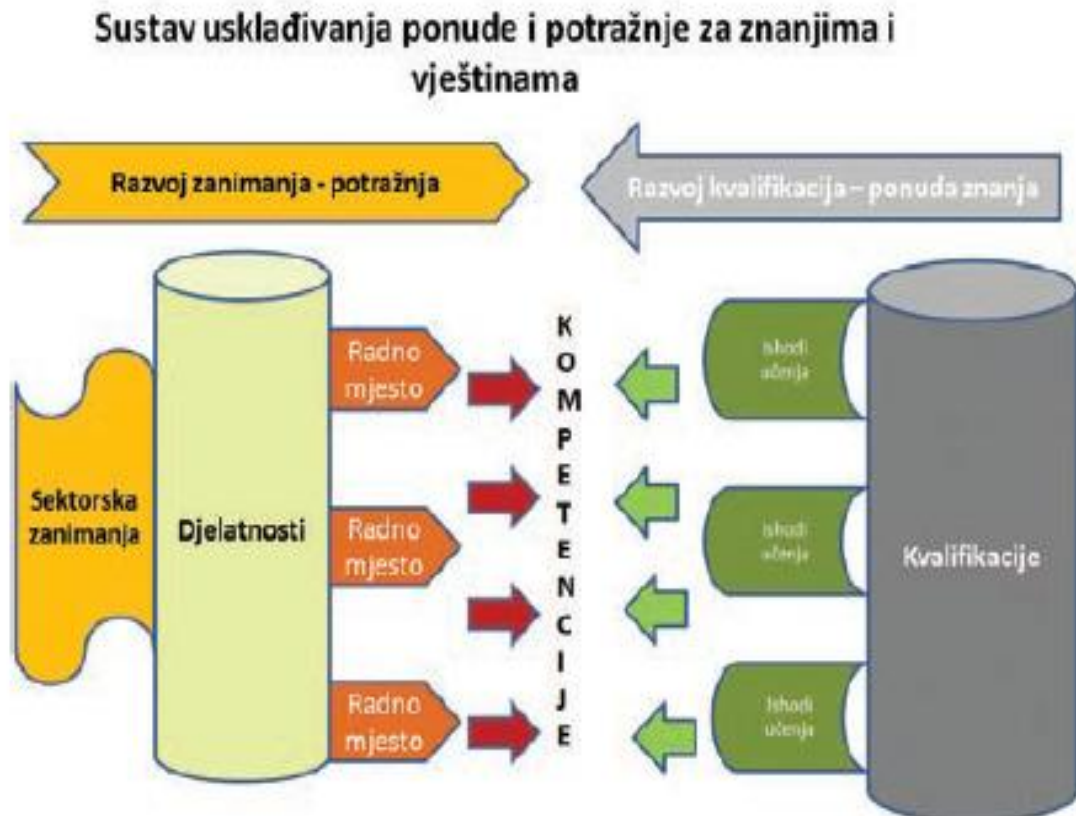 Sustav usklađivanja ponude i potražnje za znanjima i
vještinama
Razvoj zanimanja - potražnja
Razvoj kvalifikacija – ponuda znanja
Sektorska
zanimanja
Djelatnosti
Radno
mjesto
Radno
mjesto
Radno
mjesto
K
O
M
P
E
T
E
N
C
I
J
E
Ishodi
učenja
Ishodi
učenja
Ishodi
učenja
Kvalifikacije